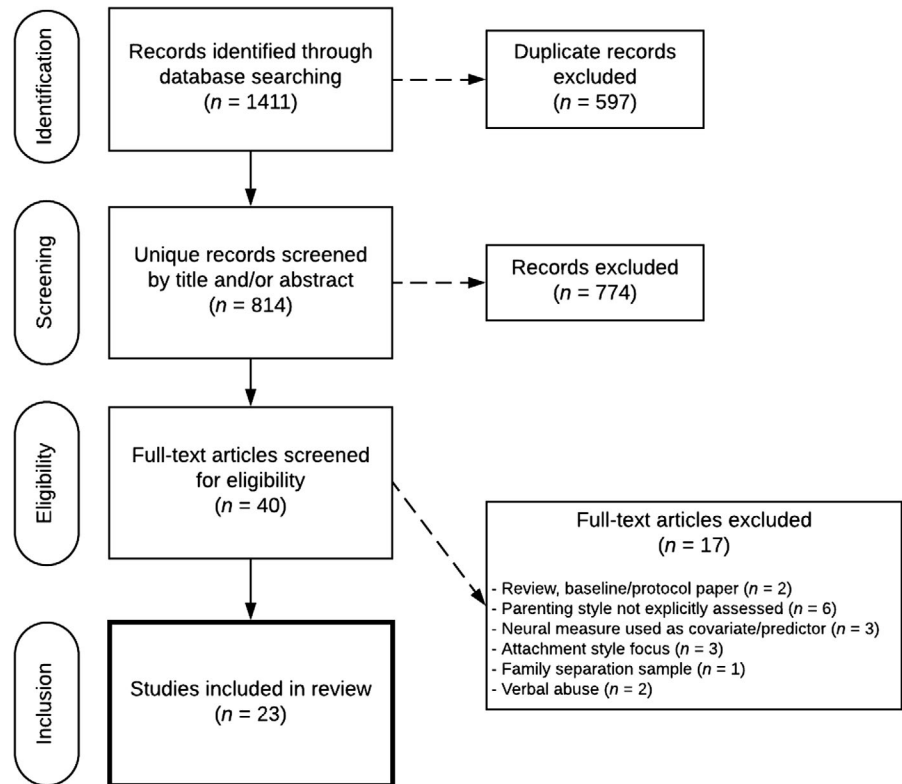 Identification
Records identified through
database searching
(n = 1411)
Duplicate records
excluded
(n = 597)
Screening
Unique records screened
by title and/or abstract
(n = 814)
Records excluded
(n = 774)
Eligibility
Full-text articles screened
for eligibility
(n = 40)
Full-text articles excluded
(n = 17)
- Review, baseline/protocol paper (n = 2)
- Parenting style not explicitly assessed (n = 6)
- Neural measure used as covariate/predictor (n = 3)
- Attachment style focus (n = 3)
- Family separation sample (n = 1)
- Verbal abuse (n = 2)
Inclusion
Studies included in review
(n = 23)